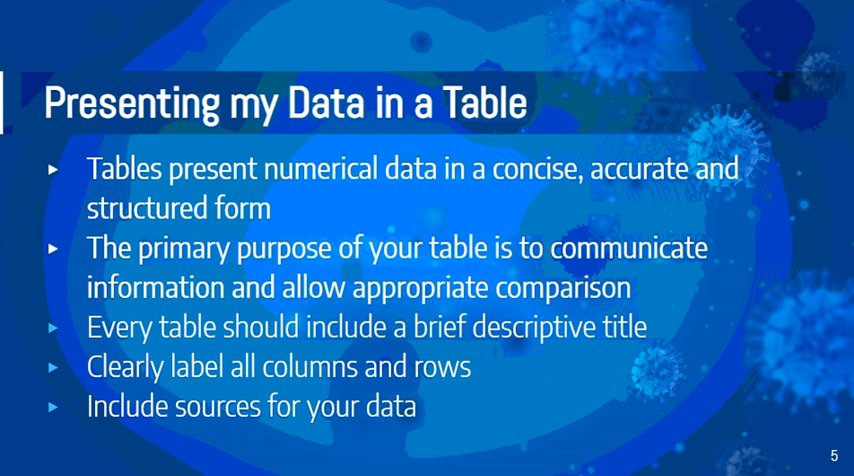 Presenting my Data in a Table
▸ Tables present numerical data in a concise, accurate and
structured form
▸ The primary purpose of your table is to communicate
information and allow appropriate comparison
▸ Every table should include a brief descriptive title
▸ Clearly label all columns and rows
▸ Include sources for your data
5